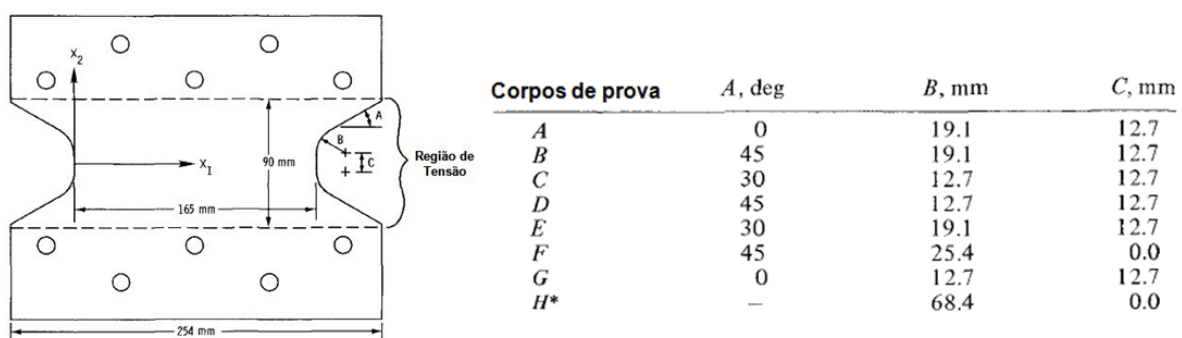 X2
X1
A
B
C
90 mm
165 mm
254 mm
Região de
Tensão
Corpos de prova A, deg B, mm C, mm
A 0 19.1 12.7
B 45 19.1 12.7
C 30 12.7 12.7
D 45 12.7 12.7
E 30 19.1 12.7
F 45 25.4 0.0
G 0 12.7 12.7
H* — 68.4 0.0